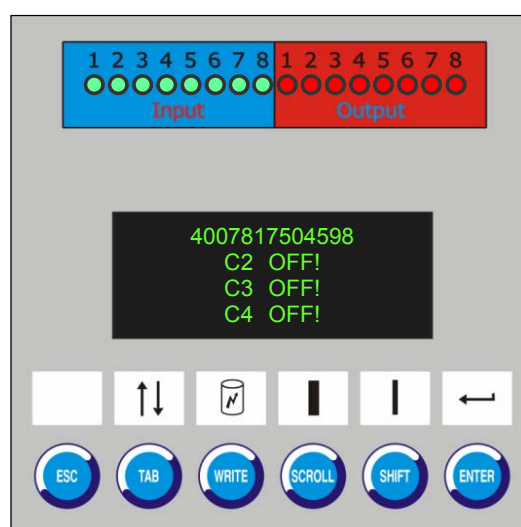 1 2 3 4 5 6 7 8 1 2 3 4 5 6 7 8
Input Output
4007817504598
C2 OFF!
C3 OFF!
C4 OFF!
ESC TAB WRITE SCROLL SHIFT ENTER